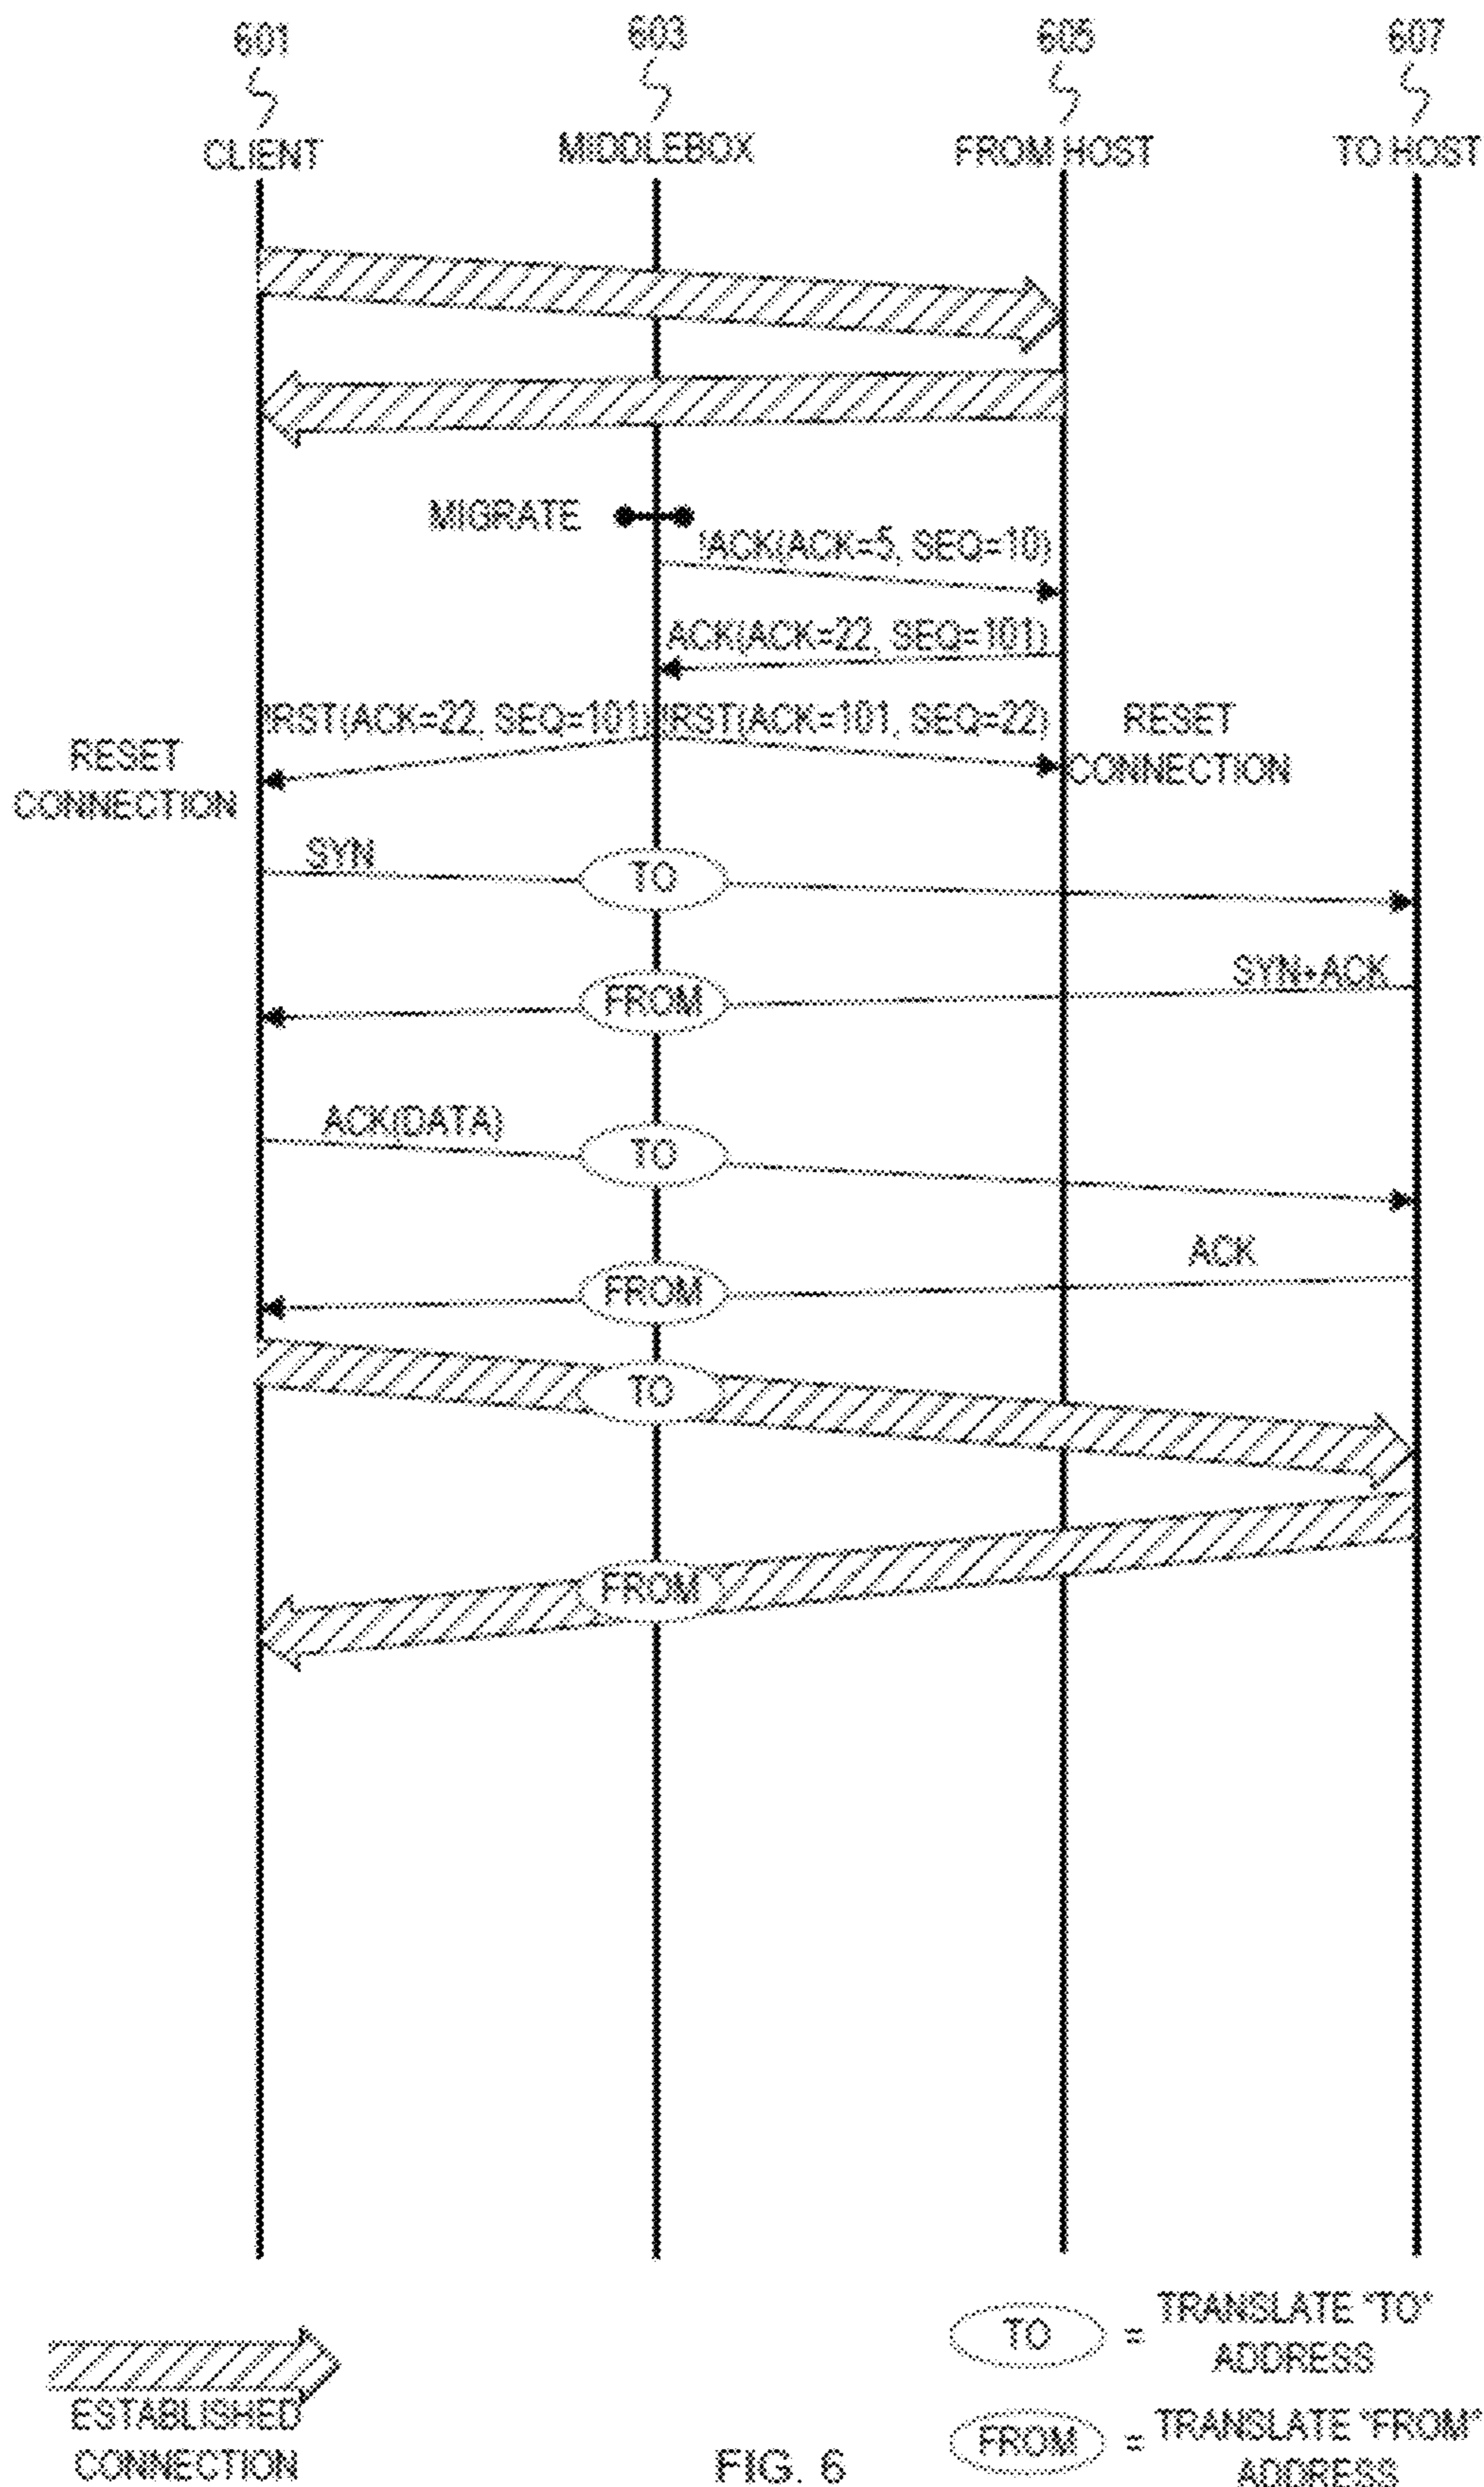 601 603 605 607
CLIENT MIDDLEBOX FROM HOST TO HOST
MIGRATE
!ACK(ACK=5, SEQ=10)
ACK(ACK=22, SEQ=101)
!RST(ACK=22, SEQ=101) !RST(ACK=101, SEQ=22)
RESET
CONNECTION
RESET
CONNECTION
SYN
TO
SYN+ACK
FROM
ACK(DATA)
TO
ACK
FROM
TO
FROM
ESTABLISHED
CONNECTION
TO = TRANSLATE "TO"
ADDRESS
FROM = TRANSLATE "FROM"
ADDRESS
FIG. 6